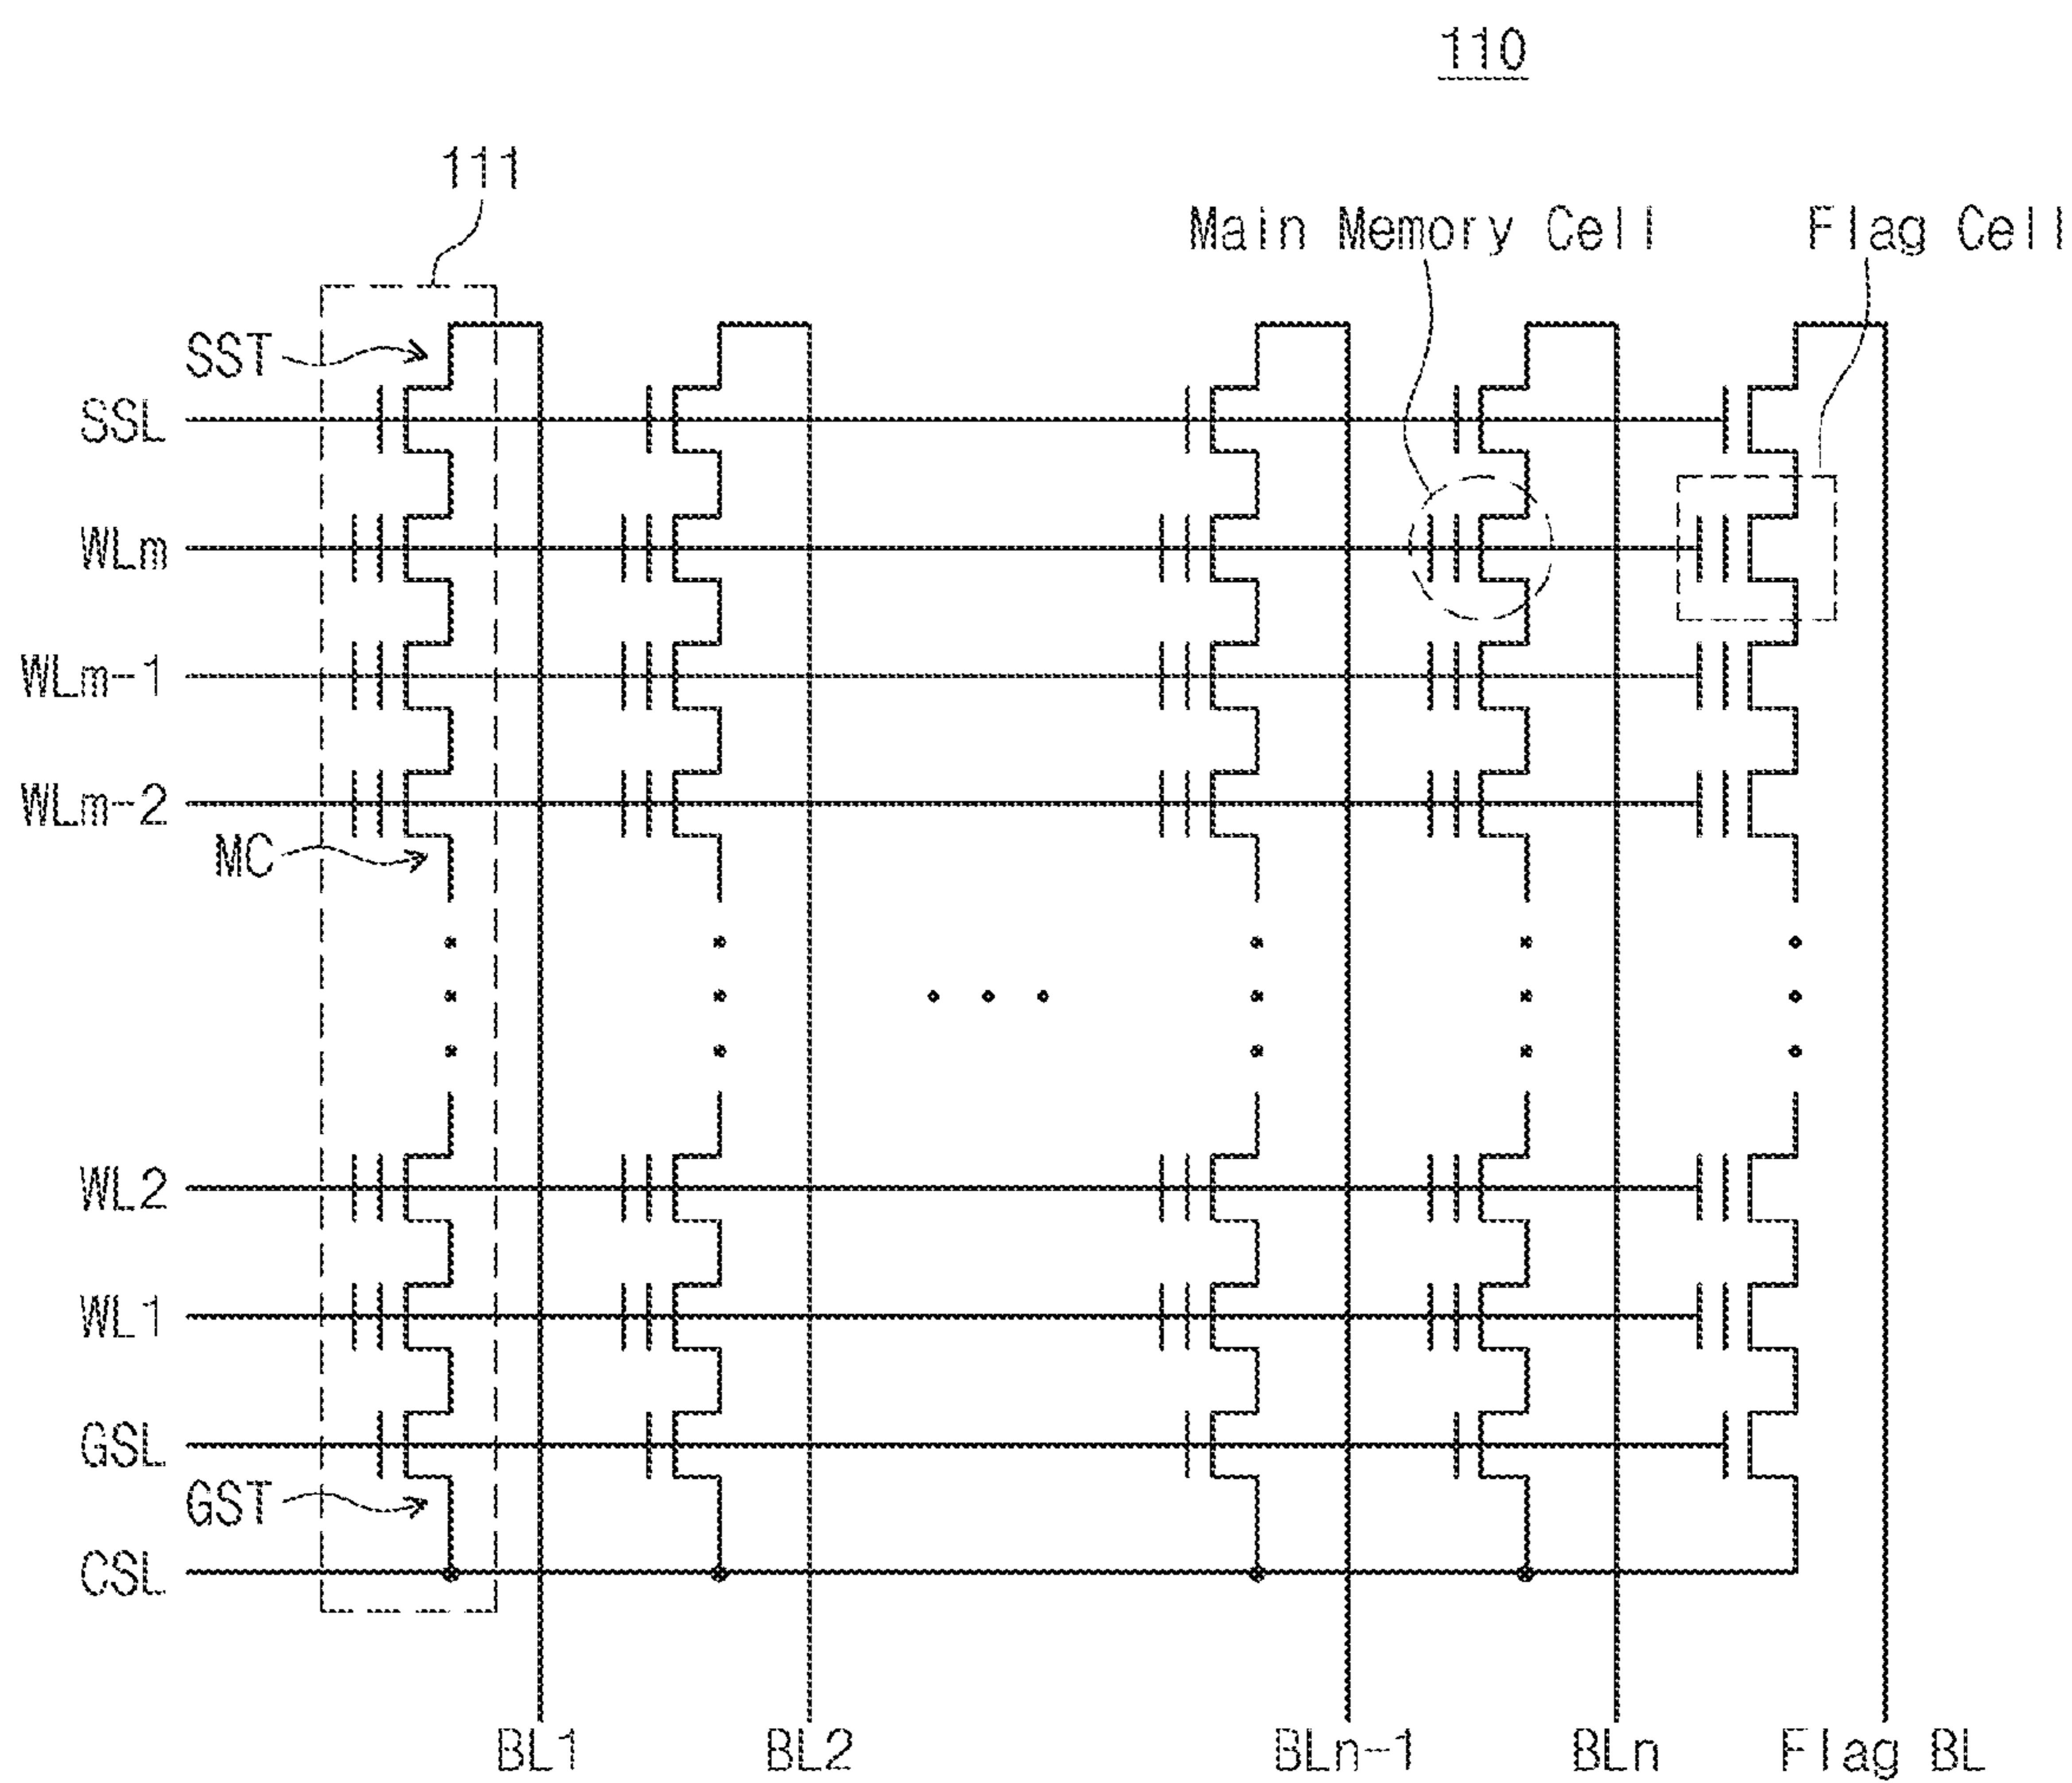 110
111
Main Memory Cell
Flag Cell
SST
SSL
WLm
WLm-1
WLm-2
MC
WL2
WL1
GSL
GST
CSL
BL1
BL2
BLn-1
BLn
Flag BL